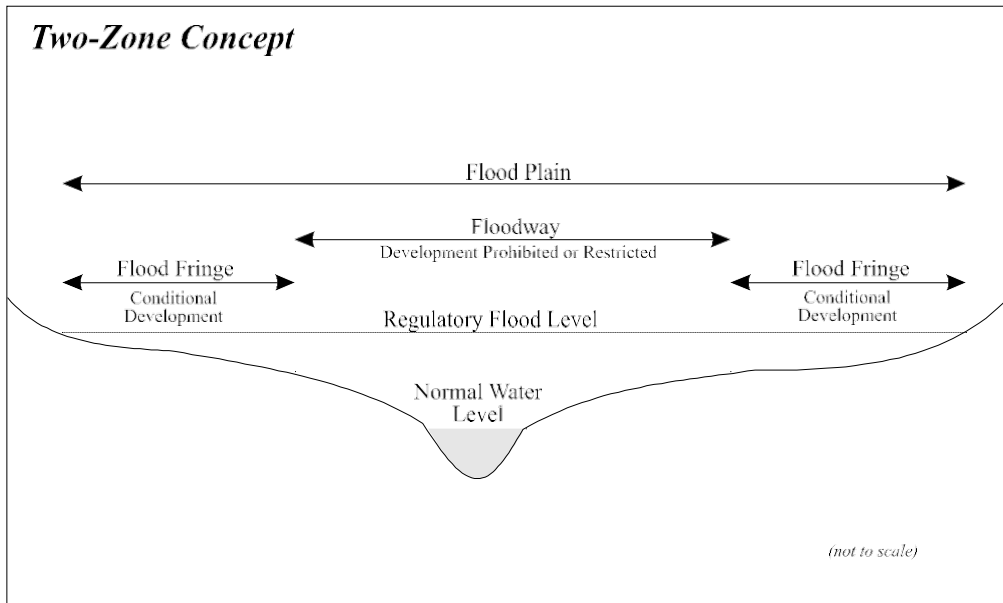 Two-Zone Concept
Flood Plain
Floodway
Development Prohibited or Restricted
Flood Fringe
Conditional
Development
Flood Fringe
Conditional
Development
Regulatory Flood Level
Normal Water
Level
(not to scale)